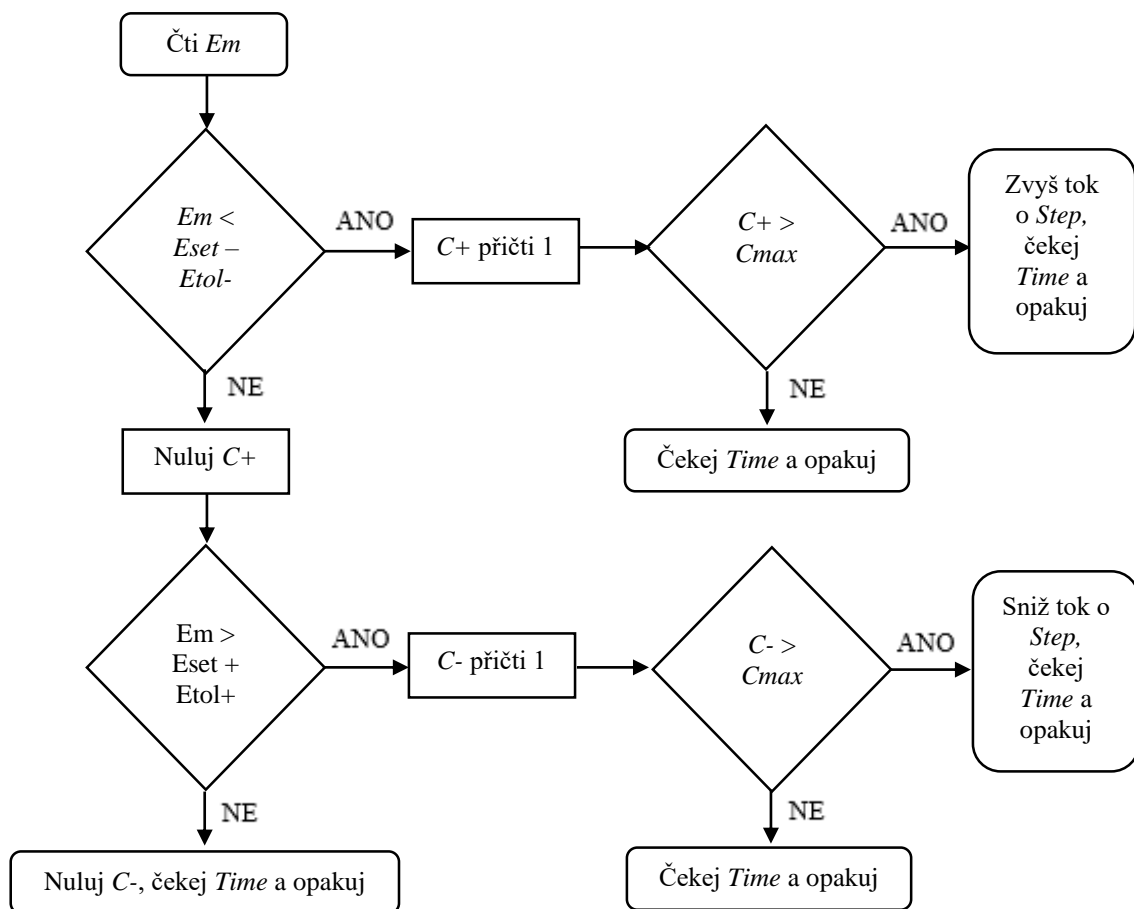 Čti Em
Em <
Eset –
Etol-
ANO
C+ přičti 1
C+ >
Cmax
ANO
Zvyš tok
o Step,
čekej
Time a
opakuj
NE
NE
Nuluj C+
Čekej Time a opakuj
Em >
Eset +
Etol+
ANO
C- přičti 1
C- >
Cmax
ANO
Sniž tok o
Step,
čekej
Time a
opakuj
NE
NE
Nuluj C-, čekej Time a opakuj
Čekej Time a opakuj